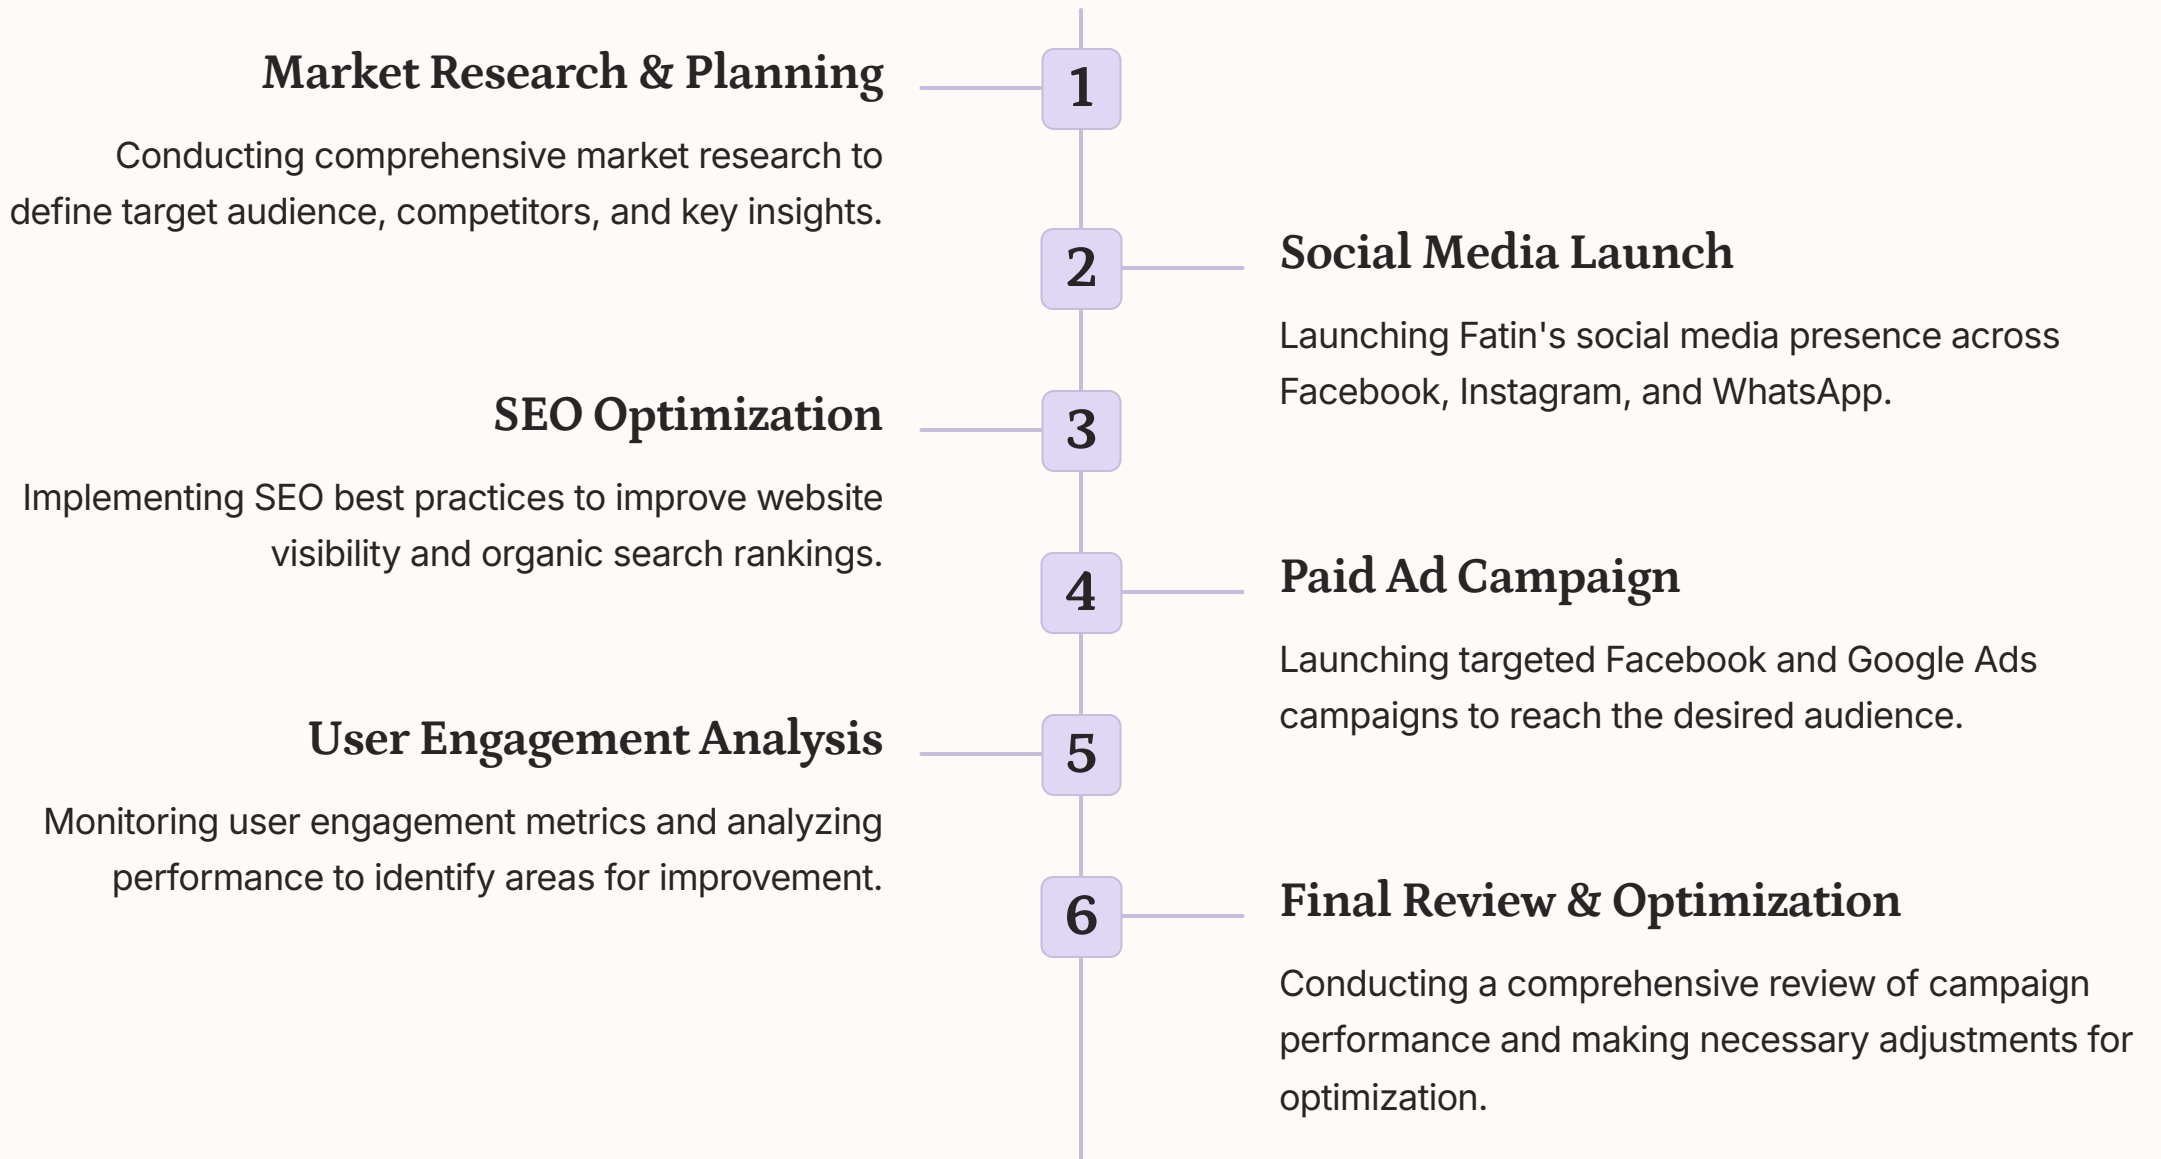 1
Market Research & Planning
Conducting comprehensive market research to
define target audience, competitors, and key insights.
2
Social Media Launch
Launching Fatin's social media presence across
Facebook, Instagram, and WhatsApp.
3
SEO Optimization
Implementing SEO best practices to improve website
visibility and organic search rankings.
4
Paid Ad Campaign
Launching targeted Facebook and Google Ads
campaigns to reach the desired audience.
5
User Engagement Analysis
Monitoring user engagement metrics and analyzing
performance to identify areas for improvement.
6
Final Review & Optimization
Conducting a comprehensive review of campaign
performance and making necessary adjustments for
optimization.